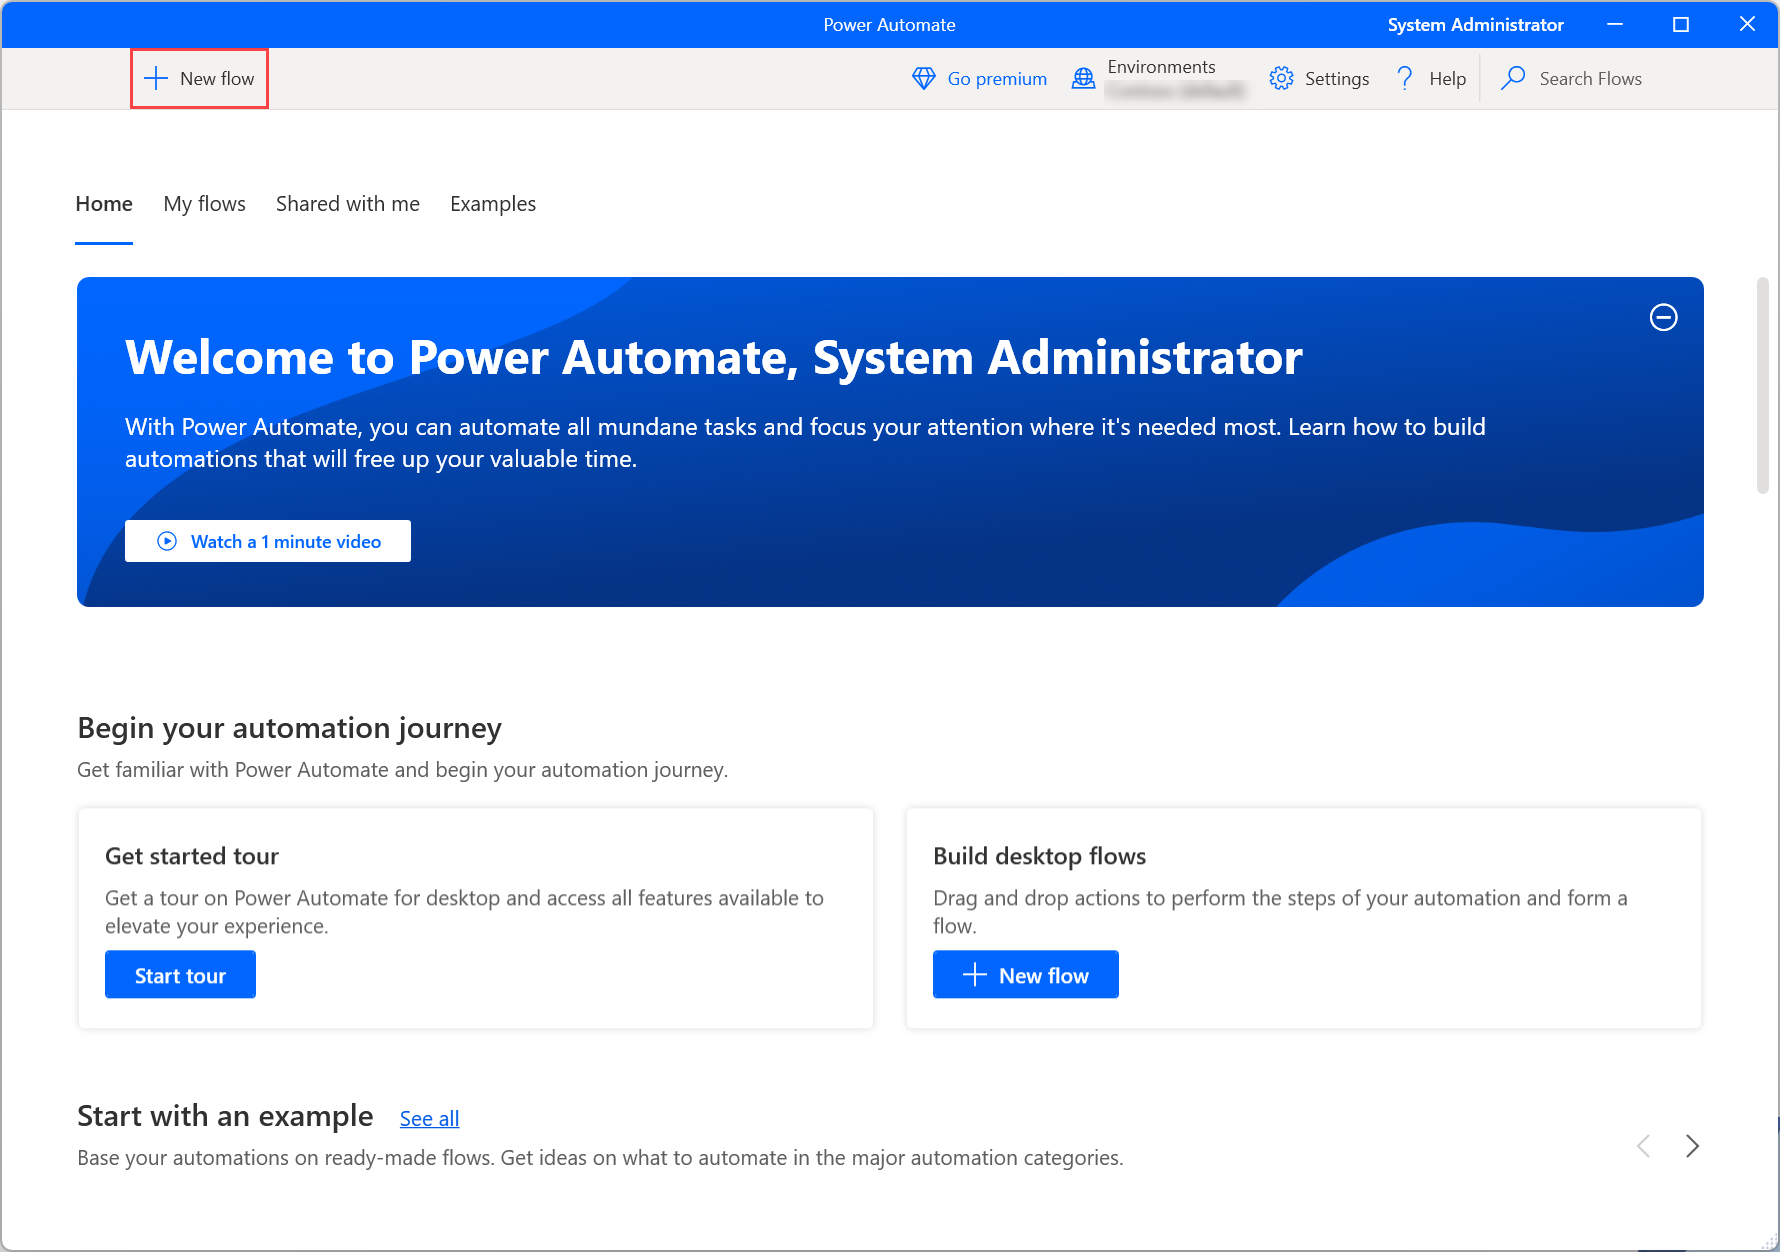 Power Automate
System Administrator
New flow
Go premium
Environments
Settings
Help
Search Flows
Home
My flows
Shared with me
Examples
Welcome to Power Automate, System Administrator
With Power Automate, you can automate all mundane tasks and focus your attention where it's needed most. Learn how to build
automations that will free up your valuable time.
Watch a 1 minute video
Begin your automation journey
Get familiar with Power Automate and begin your automation journey.
Get started tour
Get a tour on Power Automate for desktop and access all features available to
elevate your experience.
Start tour
Build desktop flows
Drag and drop actions to perform the steps of your automation and form a
flow.
New flow
Start with an example
See all
Base your automations on ready-made flows. Get ideas on what to automate in the major automation categories.